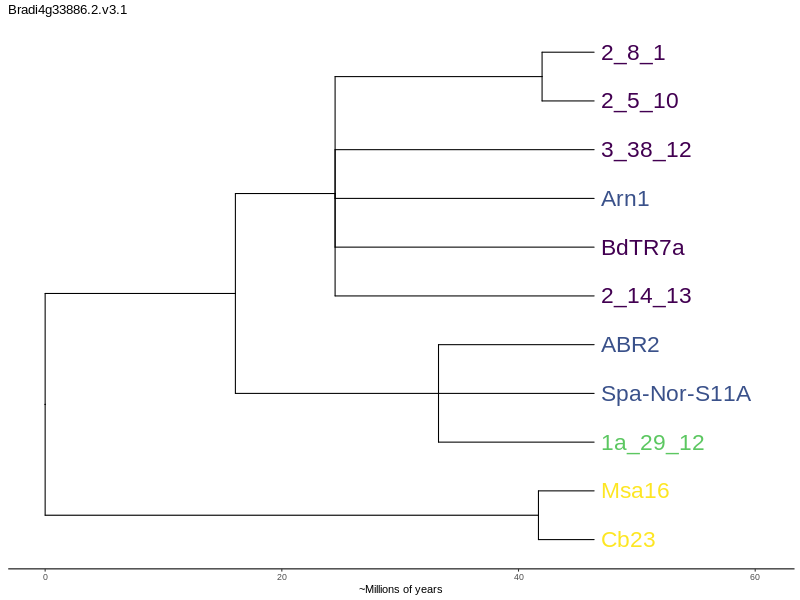 Bradi4g33886.2.v3.1
2_8_1
2_5_10
3_38_12
Arn1
BdTR7a
2_14_13
ABR2
Spa-Nor-S11A
1a_29_12
Msa16
Cb23
0 20 40 60
~Millions of years